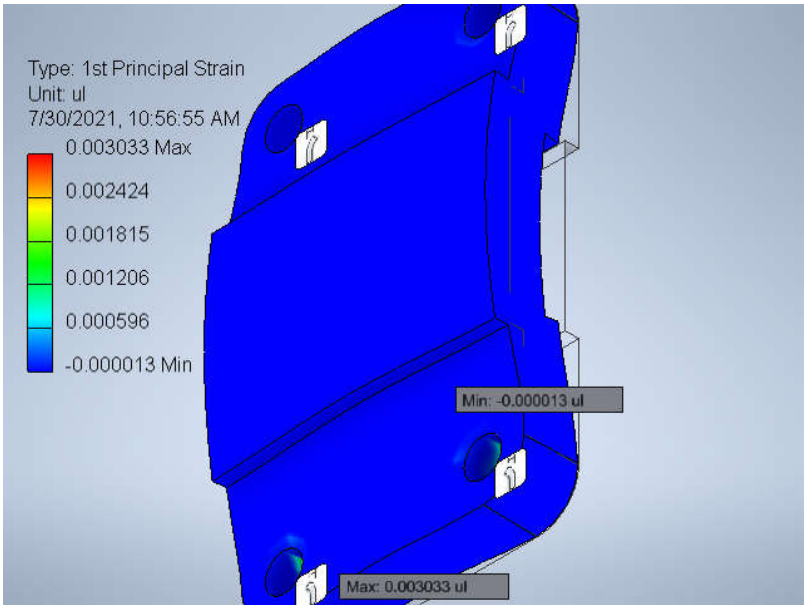 Type: 1st Principal Strain
Unit: ul
7/30/2021, 10:56:55 AM
0.003033 Max
0.002424
0.001815
0.001206
0.000596
-0.000013 Min
Min: -0.000013 ul
Max: 0.003033 ul